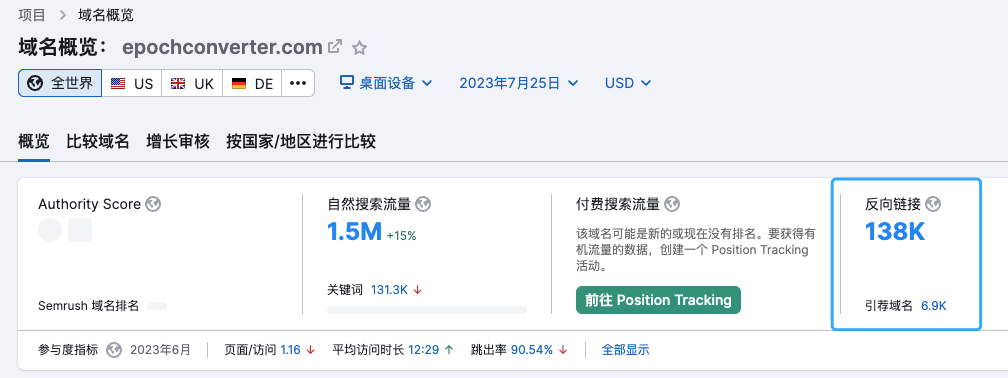 项目 > 域名概览
域名概览： epochconverter.com
全世界 US UK DE ••• 桌面设备 2023年7月25日 USD
概览 比较域名 增长审核 按国家/地区进行比较
Authority Score
Semrush 域名排名
自然搜索流量
1.5M +15%
关键词 131.3K ↓
付费搜索流量
该域名可能是新的或现在没有排名。要获得有
机流量的数据，创建一个 Position Tracking
活动。
前往 Position Tracking
反向链接
138K
引荐域名 6.9K
参与度指标 2023年6月 页面/访问 1.16 ↓ 平均访问时长 12:29 ↑ 跳出率 90.54% ↓ 全部显示